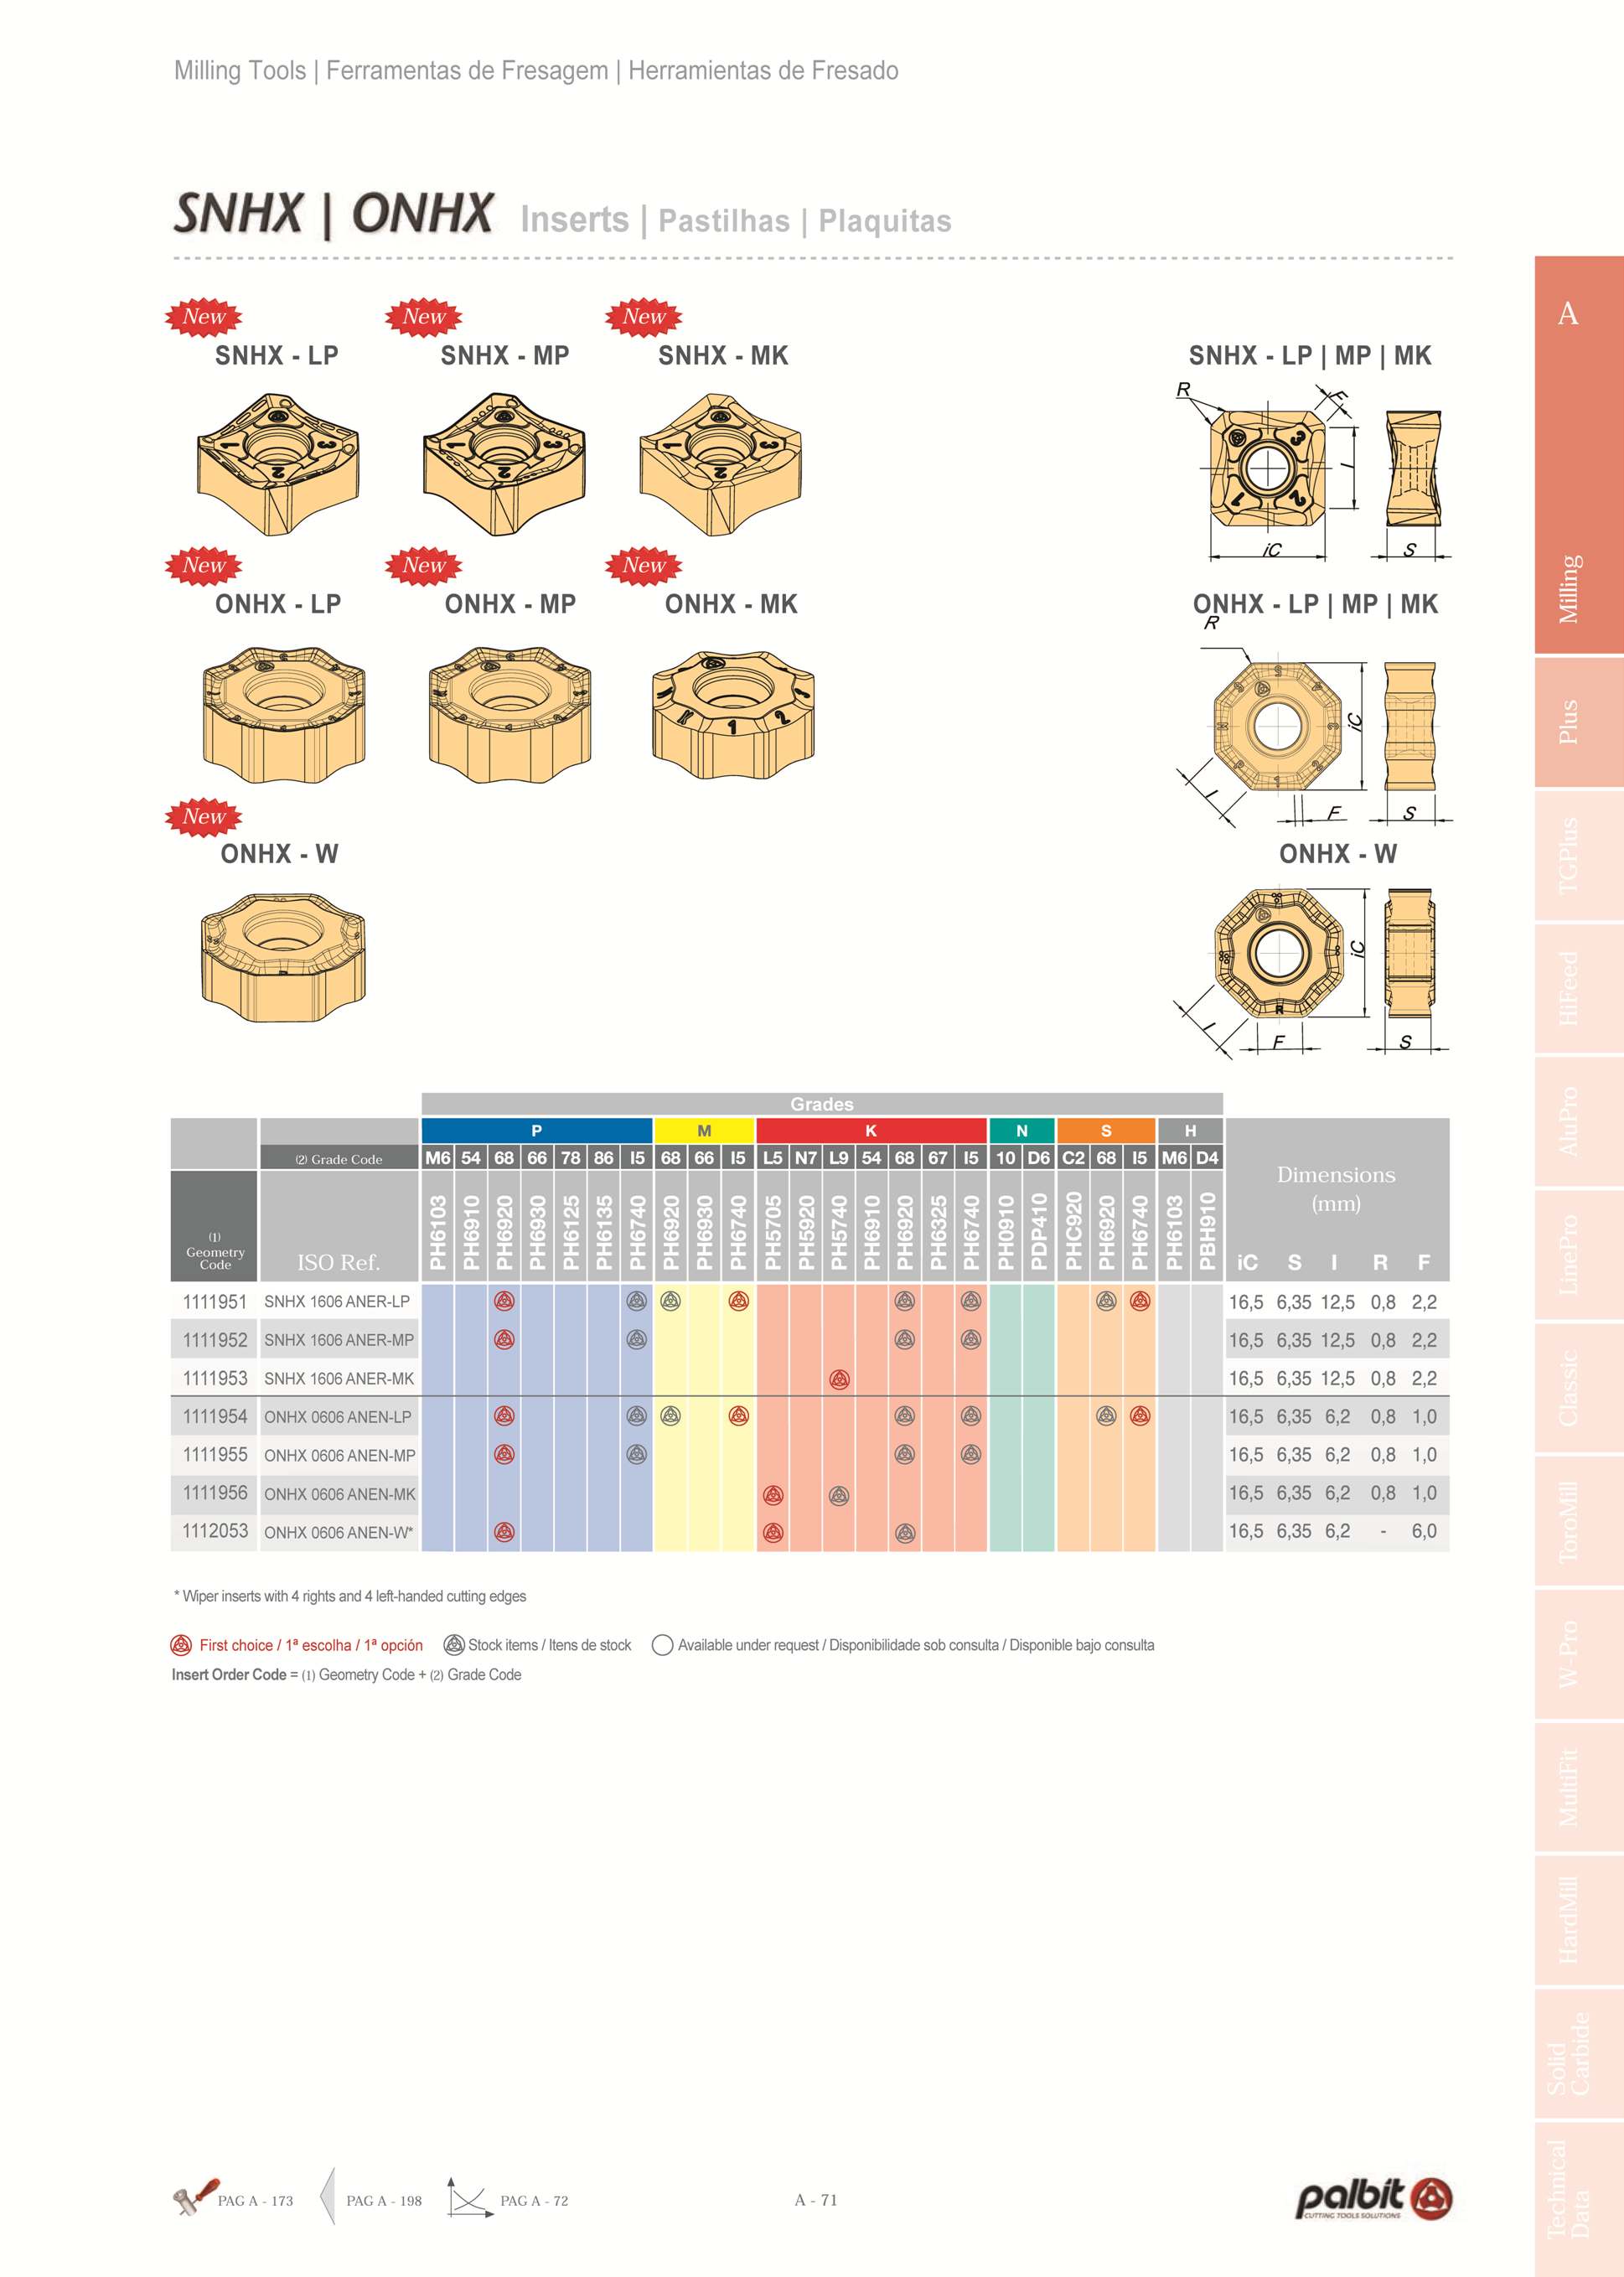 Milling Tools | Ferramentas de Fresagem | Herramientas de Fresado
SNHX | ONHX Inserts | Pastilhas | Plaquitas
New New New
SNHX - LP SNHX - MP SNHX - MK SNHX - LP | MP | MK
R F
1 2 3 1 2 3 1 2 3 1 2 3 I
iC S
New New New
ONHX - LP ONHX - MP ONHX - MK ONHX - LP | MP | MK
R
K 1 2 iC
I F S
New
ONHX - W ONHX - W
iC
R
I F S
Grades
P M K N S H
(2) Grade Code M6 54 68 66 78 86 I5 68 66 I5 L5 N7 L9 54 68 67 I5 10 D6 C2 68 I5 M6 D4
Dimensions
(mm)
(1)
Geometry
Code
ISO Ref. PH6103 PH6910 PH6920 PH6930 PH6125 PH6135 PH6740 PH6920 PH6930 PH6740 PH5705 PH5920 PH5740 PH6910 PH6920 PH6325 PH6740 PH0910 PDP410 PHC920 PH6920 PH6740 PH6103 PBH910 iC S I R F
1111951 SNHX 1606 ANER-LP 16,5 6,35 12,5 0,8 2,2
1111952 SNHX 1606 ANER-MP 16,5 6,35 12,5 0,8 2,2
1111953 SNHX 1606 ANER-MK 16,5 6,35 12,5 0,8 2,2
1111954 ONHX 0606 ANEN-LP 16,5 6,35 6,2 0,8 1,0
1111955 ONHX 0606 ANEN-MP 16,5 6,35 6,2 0,8 1,0
1111956 ONHX 0606 ANEN-MK 16,5 6,35 6,2 0,8 1,0
1112053 ONHX 0606 ANEN-W* 16,5 6,35 6,2 - 6,0
* Wiper inserts with 4 rights and 4 left-handed cutting edges
First choice / 1ª escolha / 1ª opción Stock items / Itens de stock Available under request / Disponibilidade sob consulta / Disponible bajo consulta
Insert Order Code = (1) Geometry Code + (2) Grade Code
PAG A - 173 PAG A - 198 PAG A - 72 A - 71
palbit
CUTTING TOOLS SOLUTIONS
A
Milling
Plus
TGPlus
HiFeed
AluPro
LinePro
Classic
ToroMill
W-Pro
MultiFit
HardMill
Solid
Carbide
Technical
Data